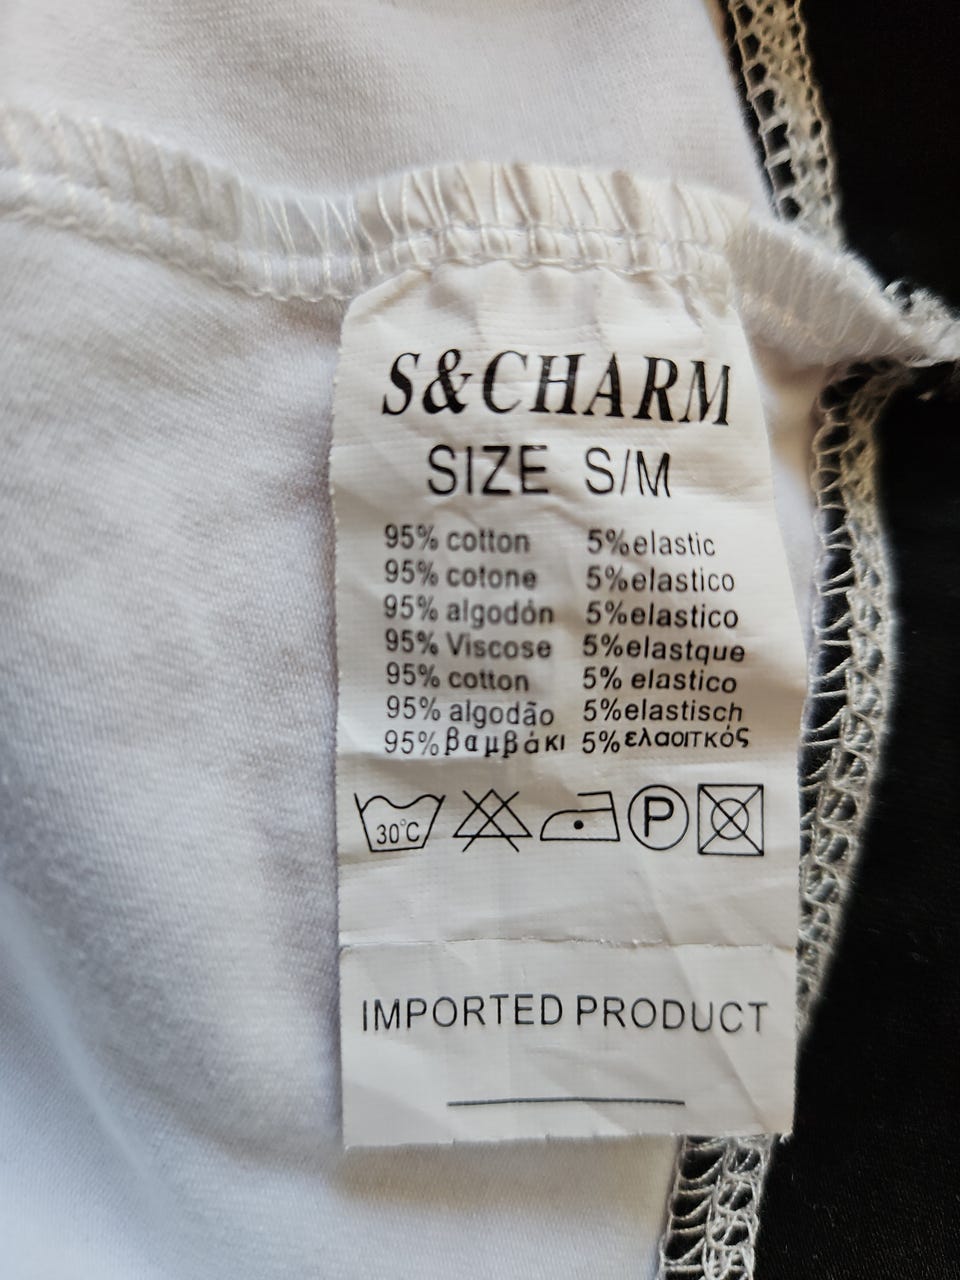 S&CHARM
SIZE S/M
95% cotton 5%elastic
95% cotone 5%elastico
95% algodón 5%elastico
95% Viscose 5%elastque
95% cotton 5% elastico
95% algodão 5%elastisch
95%βαμβάκι 5%ελαοιτκός
30°C P
IMPORTED PRODUCT